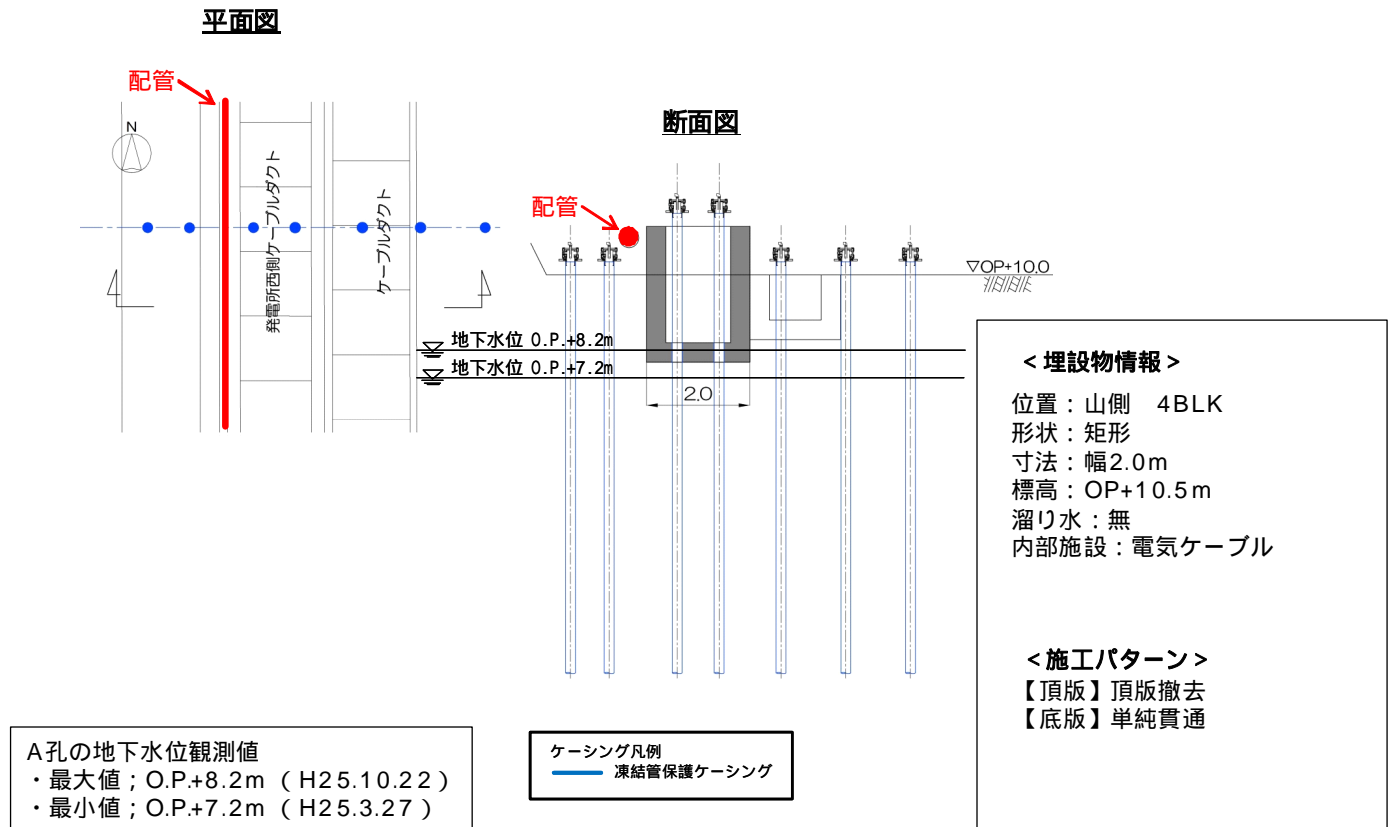 平面図
配管
N
発電所西側ケーブルダクト
ケーブルダクト
断面図
配管
▽OP+10.0
地下水位 O.P.+8.2m
地下水位 O.P.+7.2m
2.0
＜埋設物情報＞
位置：山側　4BLK
形状：矩形
寸法：幅2.0m
標高：OP+10.5m
溜り水：無
内部施設：電気ケーブル
＜施工パターン＞
【頂版】頂版撤去
【底版】単純貫通
A孔の地下水位観測値
・最大値；O.P.+8.2m （H25.10.22）
・最小値；O.P.+7.2m （H25.3.27）
ケーシング凡例
凍結管保護ケーシング